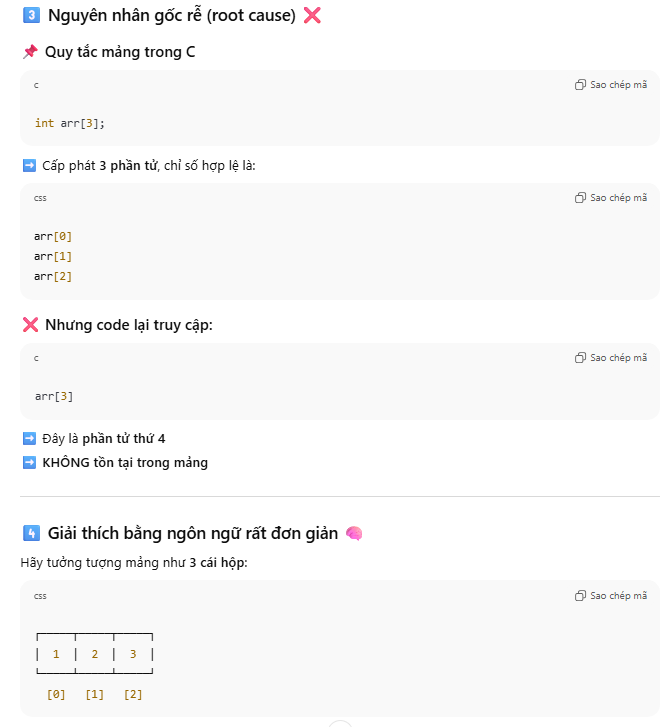 3️⃣ Nguyên nhân gốc rễ (root cause) ❌
📌 Quy tắc mảng trong C
c Sao chép mã
int arr[3];
➡️ Cấp phát 3 phần tử, chỉ số hợp lệ là:
css Sao chép mã
arr[0]
arr[1]
arr[2]
❌ Nhưng code lại truy cập:
c Sao chép mã
arr[3]
➡️ Đây là phần tử thứ 4
➡️ KHÔNG tồn tại trong mảng
4️⃣ Giải thích bằng ngôn ngữ rất đơn giản 🧠
Hãy tưởng tượng mảng như 3 cái hộp:
css Sao chép mã
┌─────┬─────┬─────┐
│  1  │  2  │  3  │
└─────┴─────┴─────┘
  [0]   [1]   [2]